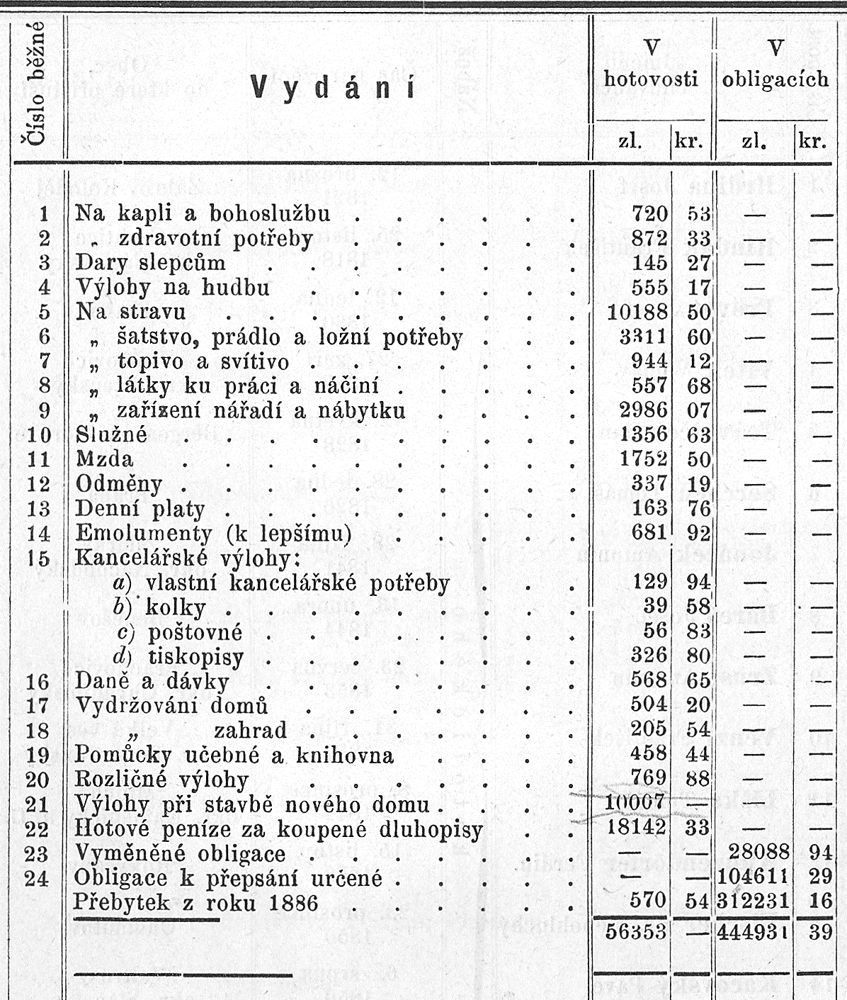 Číslo běžné
Vydání
V hotovosti
V obligacích
zl. kr. zl. kr.
1 Na kapli a bohoslužbu . . . . . . 720 53 — —
2 „ zdravotní potřeby . . . . . . 872 33 — —
3 Dary slepcům . . . . . . . . 145 27 — —
4 Výlohy na hudbu . . . . . . . 555 17 — —
5 Na stravu . . . . . . . . . 10188 50 — —
6 „ šatstvo, prádlo a ložní potřeby . . . 3311 60 — —
7 „ topivo a svítivo . . . . . . . 944 12 — —
8 „ látky ku práci a náčiní . . . . . 557 68 — —
9 „ zařízení nářadí a nábytku . . . . 2986 07 — —
10 Služné . . . . . . . . . . 1356 63 — —
11 Mzda . . . . . . . . . . 1752 50 — —
12 Odměny . . . . . . . . . . 337 19 — —
13 Denní platy . . . . . . . . . 163 76 — —
14 Emolumenty (k lepšímu) . . . . . . 681 92 — —
15 Kancelářské výlohy:
a) vlastní kancelářské potřeby . . . 129 94 — —
b) kolky . . . . . . . . . 39 58 — —
c) poštovné . . . . . . . . 56 83 — —
d) tiskopisy . . . . . . . . 326 80 — —
16 Daně a dávky . . . . . . . . 568 65 — —
17 Vydržování domů . . . . . . . 504 20 — —
18 „ zahrad . . . . . . . 205 54 — —
19 Pomůcky učebné a knihovna . . . . 458 44 — —
20 Rozličné výlohy . . . . . . . 769 88 — —
21 Výlohy při stavbě nového domu . . . . 10007 — — —
22 Hotové peníze za koupené dluhopisy . . 18142 33 — —
23 Vyměněné obligace . . . . . . . — — 28088 94
24 Obligace k přepsání určené . . . . . — — 104611 29
Přebytek z roku 1886 . . . . . . 570 54 312231 16
56353 — 444931 39